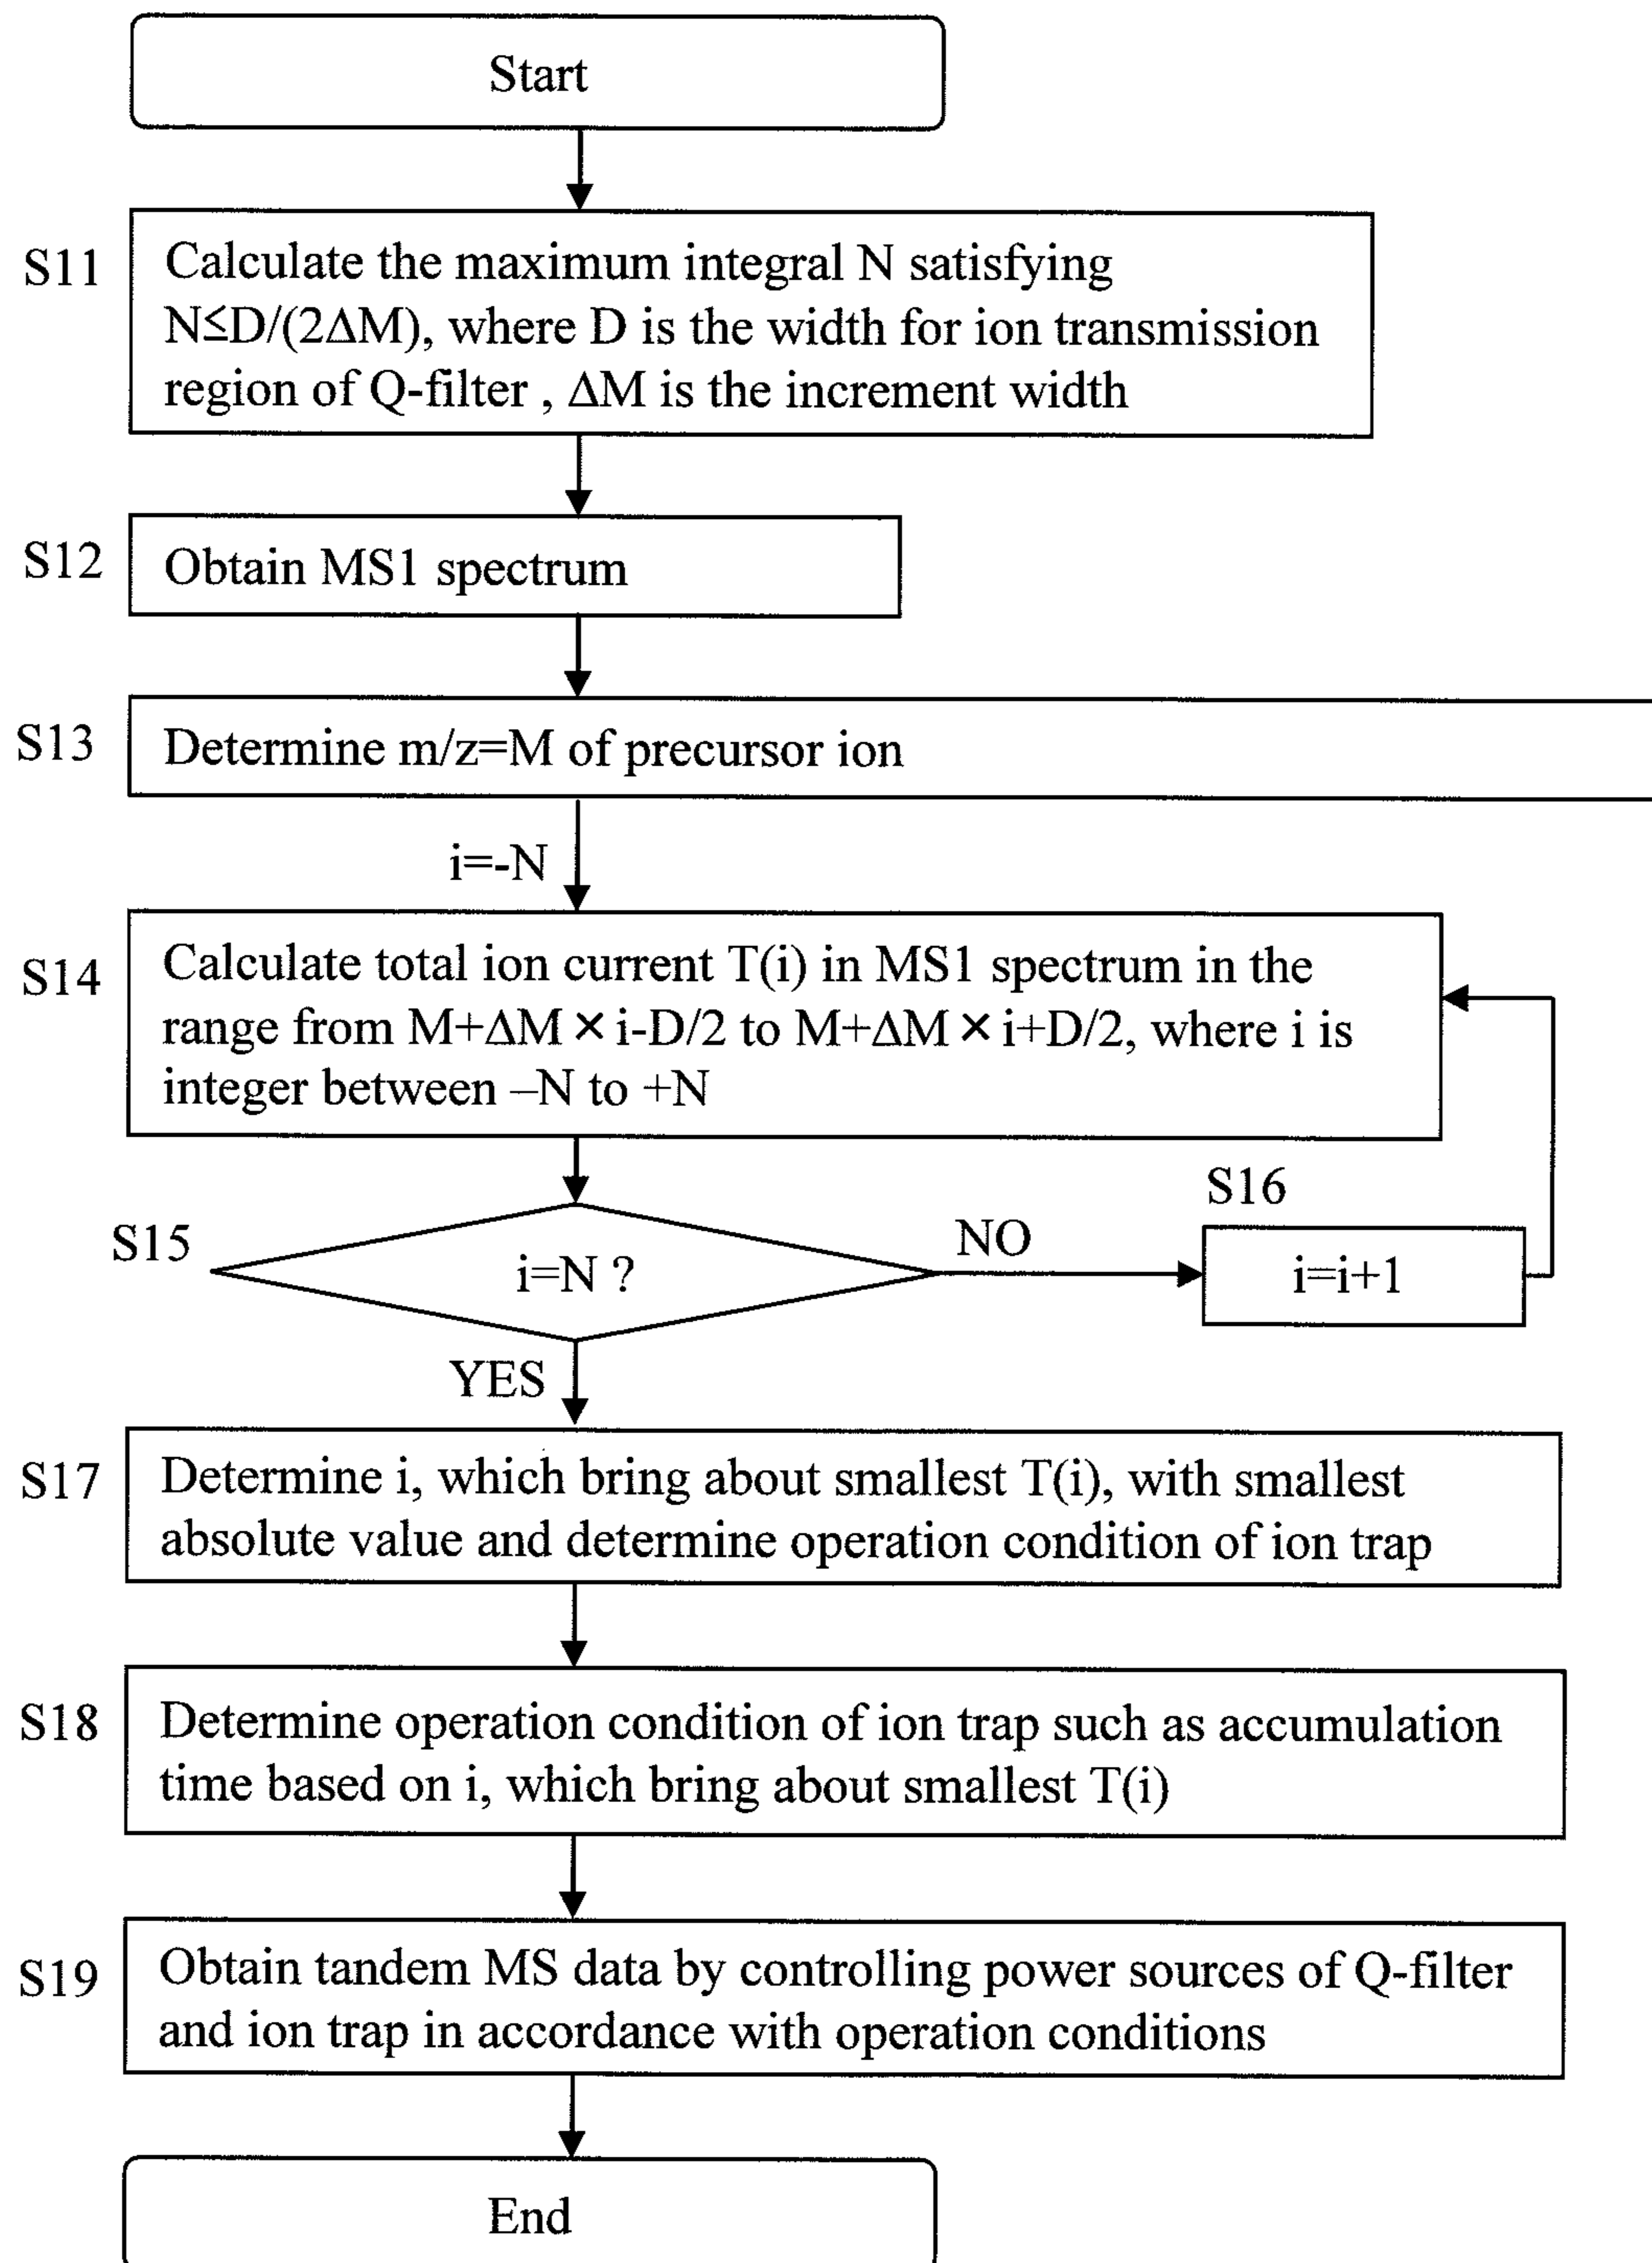 Start
S11
Calculate the maximum integral N satisfying
N≤D/(2ΔM), where D is the width for ion transmission
region of Q-filter , ΔM is the increment width
S12
Obtain MS1 spectrum
S13
Determine m/z=M of precursor ion
i=-N
S14
Calculate total ion current T(i) in MS1 spectrum in the
range from M+ΔM × i-D/2 to M+ΔM × i+D/2, where i is
integer between –N to +N
S15
i=N ?
NO
S16
i=i+1
YES
S17
Determine i, which bring about smallest T(i), with smallest
absolute value and determine operation condition of ion trap
S18
Determine operation condition of ion trap such as accumulation
time based on i, which bring about smallest T(i)
S19
Obtain tandem MS data by controlling power sources of Q-filter
and ion trap in accordance with operation conditions
End